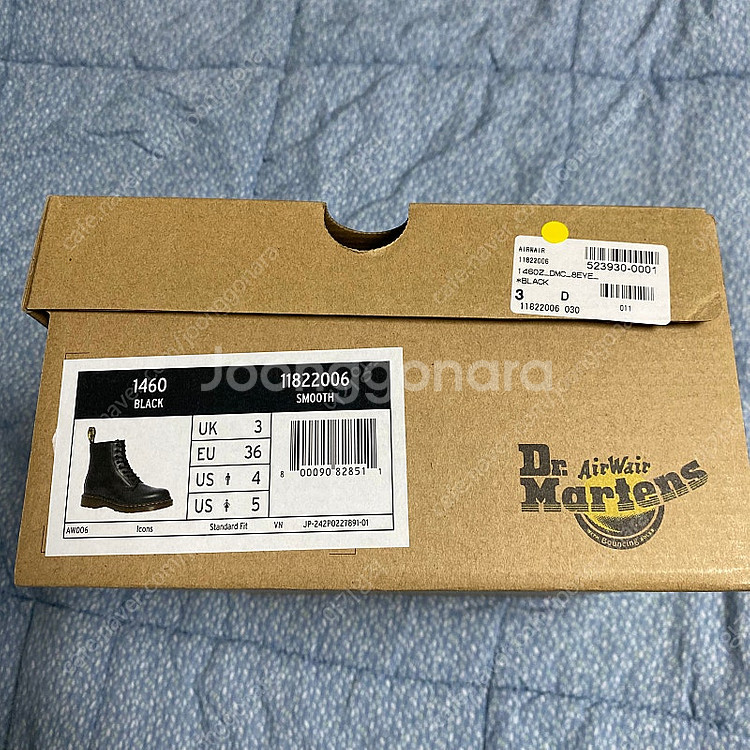 AIRWAIR
11822006
523930-0001
1460Z_DMC_8EYE_
*BLACK
3 D
11822006 030
011
1460
BLACK
11822006
SMOOTH
UK 3
EU 36
US 4
US 5
8 00090 82851 1
AW006 Icons Standard Fit VN JP-242P0227891-01
Dr. AirWair
Martens
Bouncing
Joonggonara